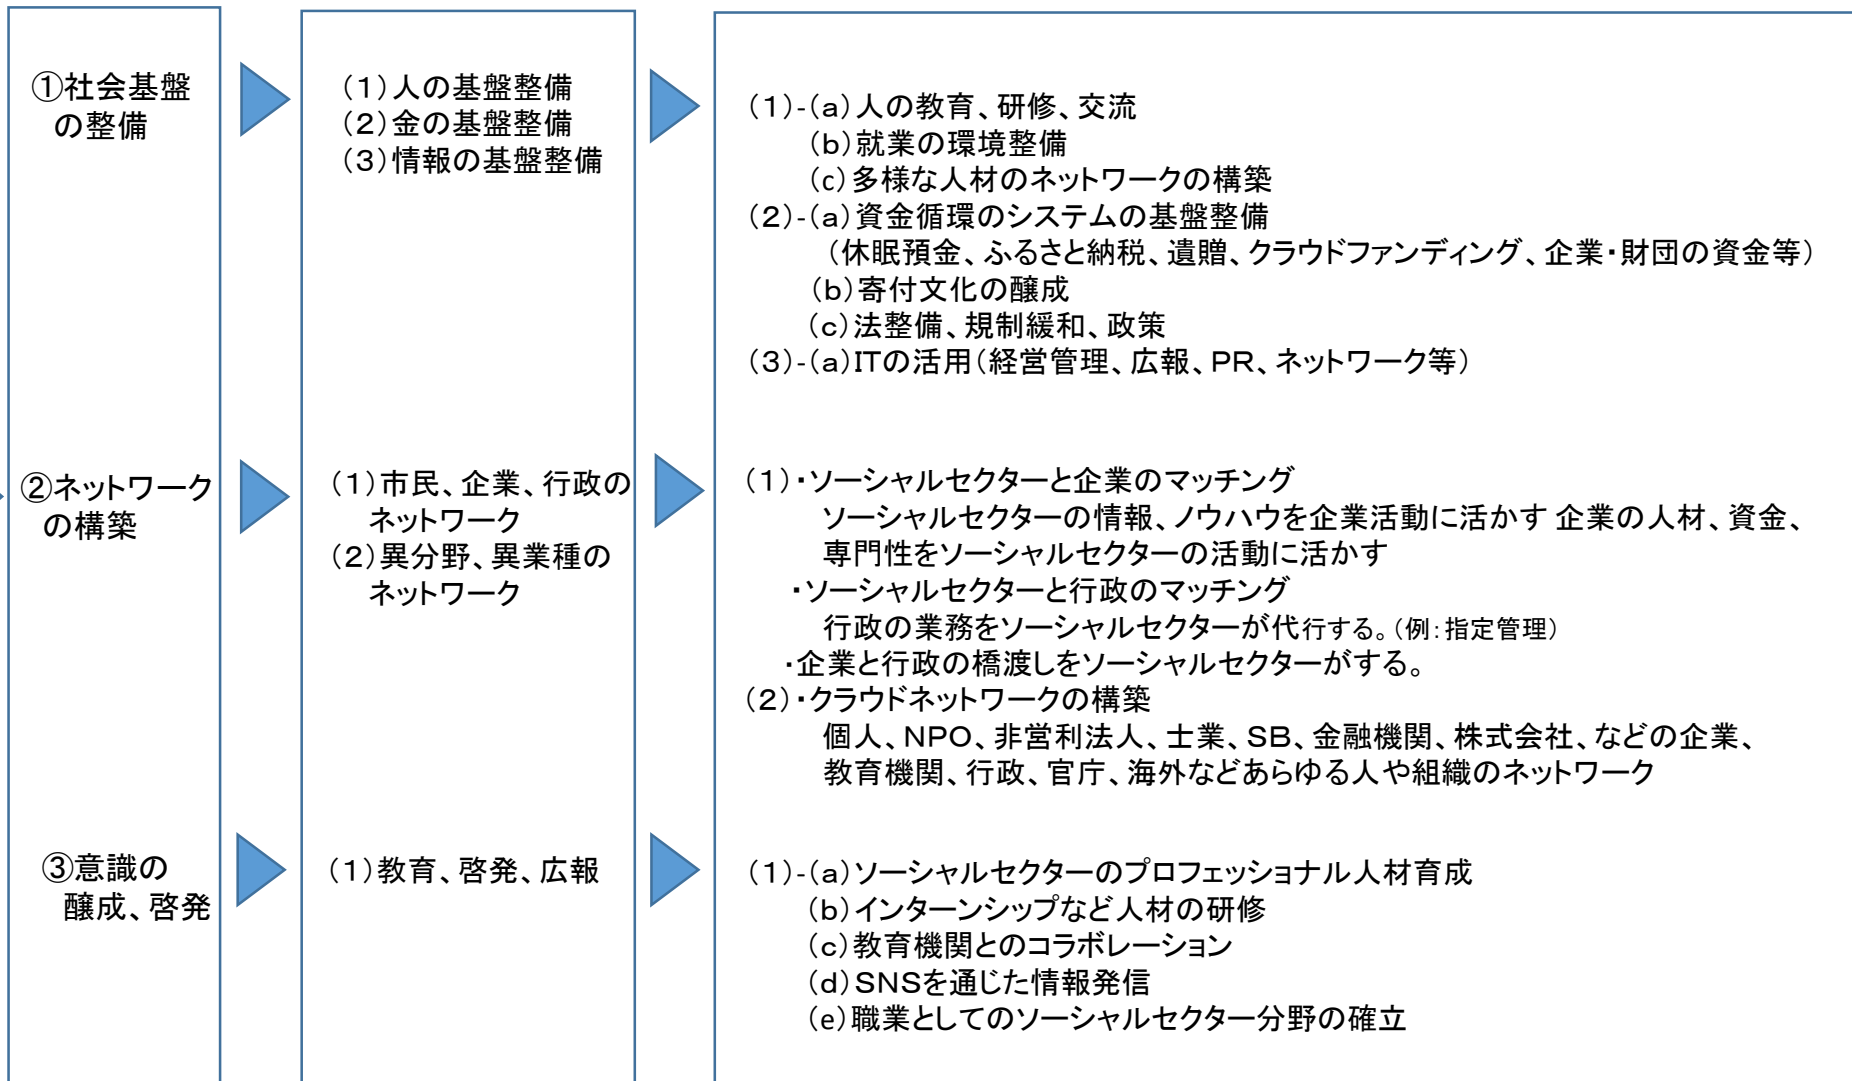 ①社会基盤
の整備
(1)人の基盤整備
(2)金の基盤整備
(3)情報の基盤整備
(1)-(a)人の教育、研修、交流
(b)就業の環境整備
(c)多様な人材のネットワークの構築
(2)-(a)資金循環のシステムの基盤整備
(休眠預金、ふるさと納税、遺贈、クラウドファンディング、企業・財団の資金等)
(b)寄付文化の醸成
(c)法整備、規制緩和、政策
(3)-(a)ITの活用(経営管理、広報、PR、ネットワーク等)
②ネットワーク
の構築
(1)市民、企業、行政の
ネットワーク
(2)異分野、異業種の
ネットワーク
(1)・ソーシャルセクターと企業のマッチング
ソーシャルセクターの情報、ノウハウを企業活動に活かす 企業の人材、資金、
専門性をソーシャルセクターの活動に活かす
・ソーシャルセクターと行政のマッチング
行政の業務をソーシャルセクターが代行する。(例:指定管理)
・企業と行政の橋渡しをソーシャルセクターがする。
(2)・クラウドネットワークの構築
個人、NPO、非営利法人、士業、SB、金融機関、株式会社、などの企業、
教育機関、行政、官庁、海外などあらゆる人や組織のネットワーク
③意識の
醸成、啓発
(1)教育、啓発、広報
(1)-(a)ソーシャルセクターのプロフェッショナル人材育成
(b)インターンシップなど人材の研修
(c)教育機関とのコラボレーション
(d)SNSを通じた情報発信
(e)職業としてのソーシャルセクター分野の確立